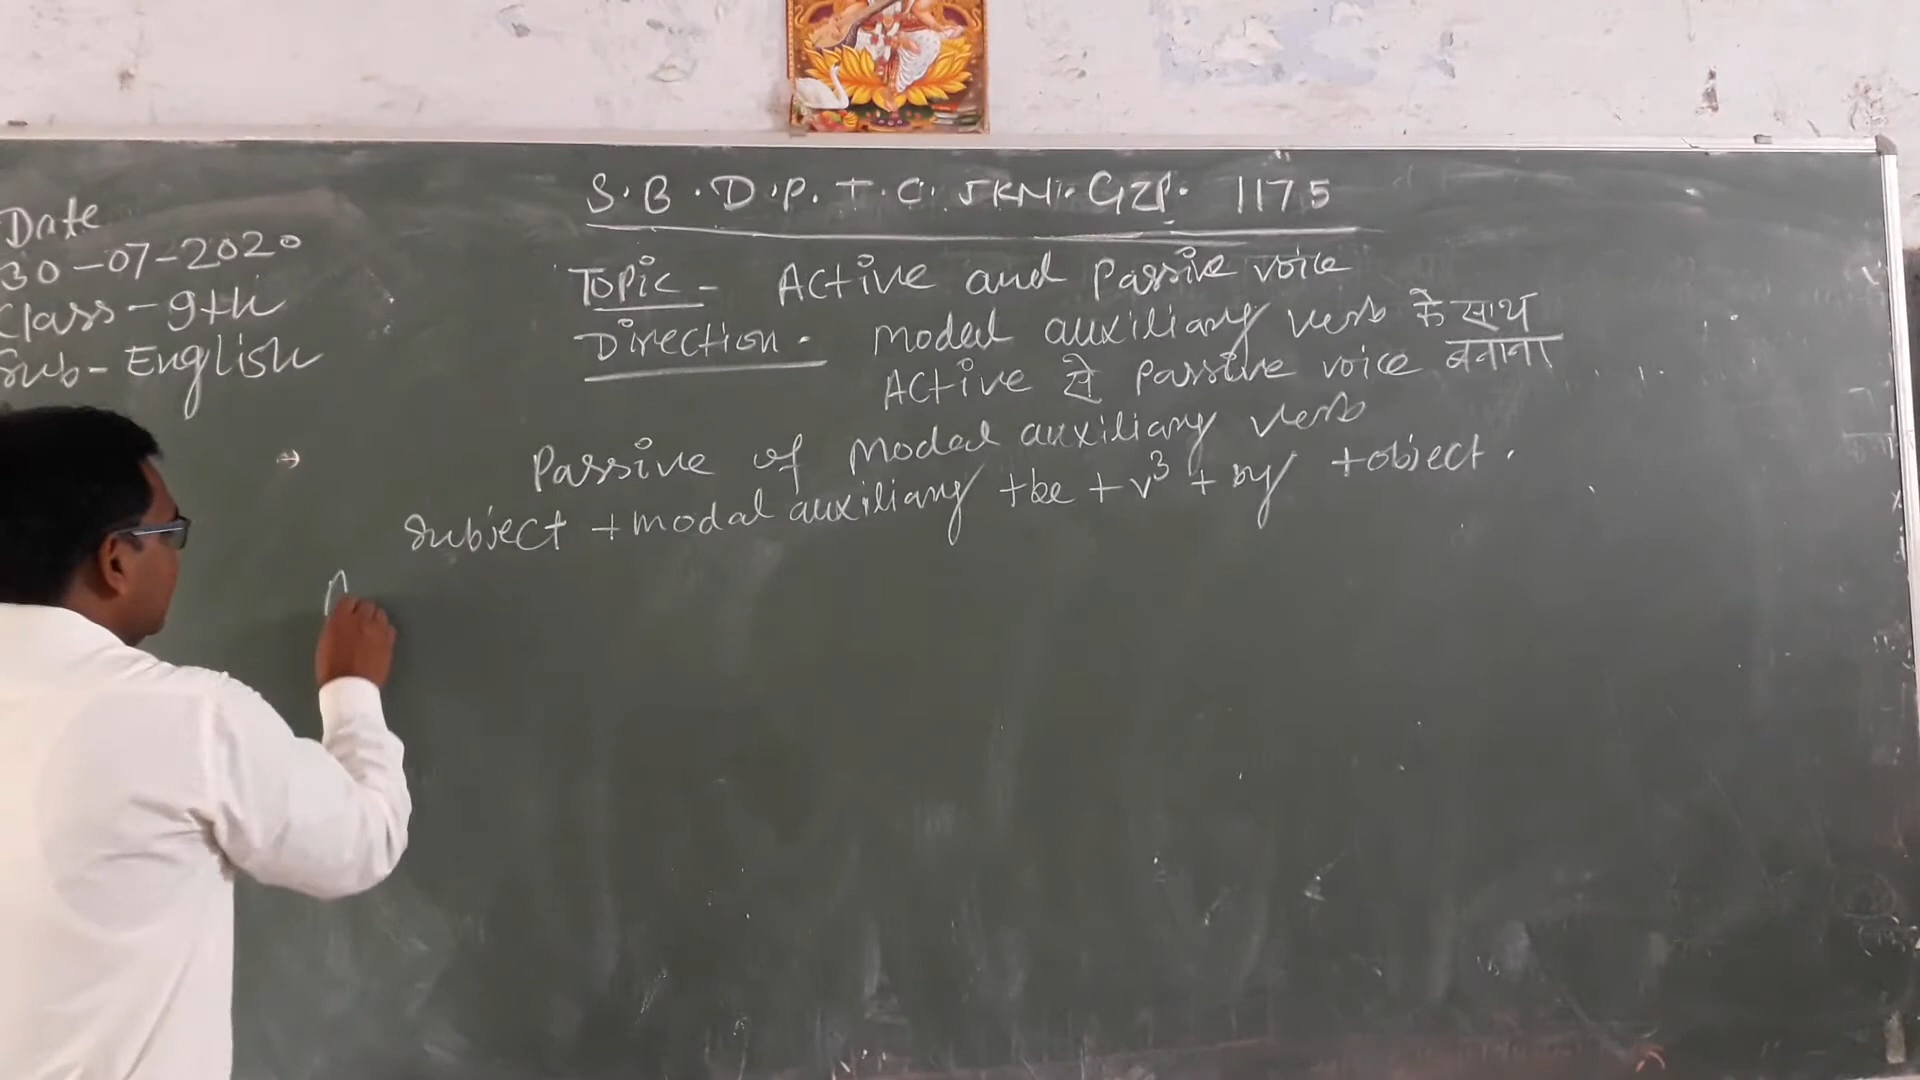 S.B.D.P.T.C. JKN. GZP. 1175
Date
30-07-2020
Class-9th
Sub-English
Topic - Active and Passive voice
Direction- Modal auxiliary verb के साथ
Active से Passive voice बनाना
→ Passive of Modal auxiliary verb
Subject + modal auxiliary + be + v³ + by + object.